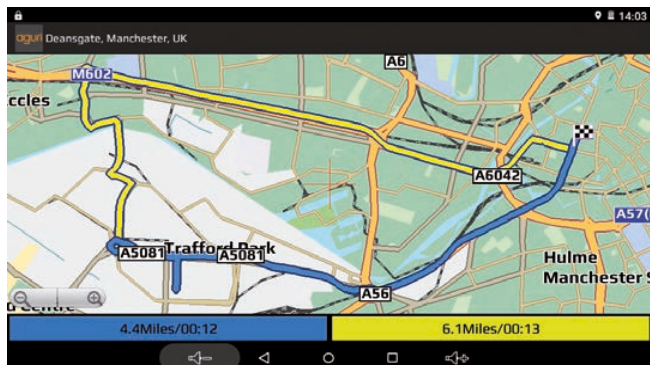 14:03
aguri Deansgate, Manchester, UK
A6
M602
ccles
A6042
A57(
A5081
Trafford Park
A5081
Hulme
Manchester S
A56
d Centre
4.4Miles/00:12
6.1Miles/00:13